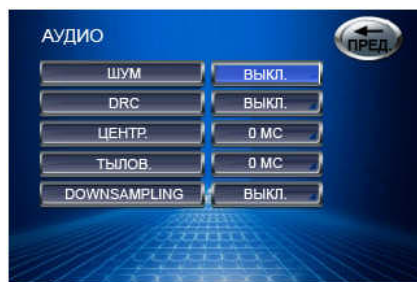 АУДИО
ПРЕД.
ШУМ ВЫКЛ.
DRC ВЫКЛ.
ЦЕНТР. 0 МС
ТЫЛОВ. 0 МС
DOWNSAMPLING ВЫКЛ.